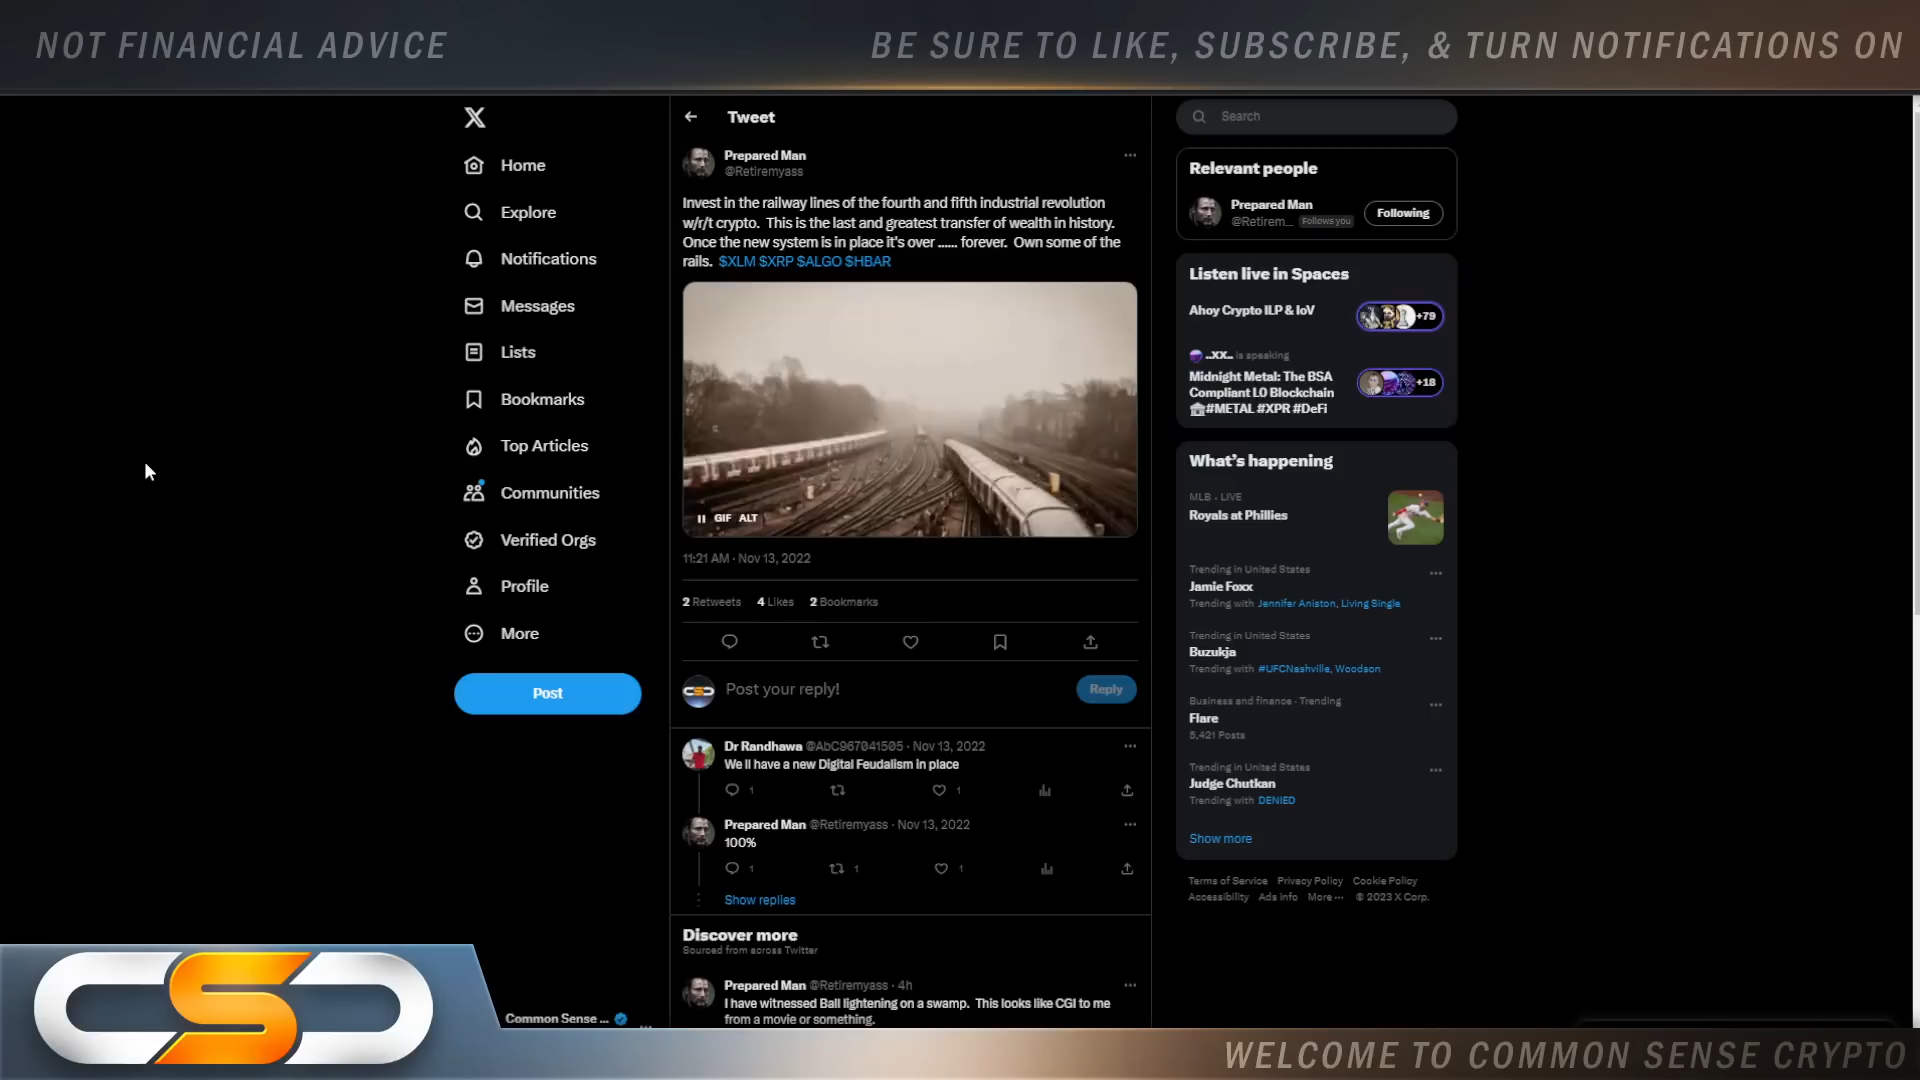 NOT FINANCIAL ADVICE
BE SURE TO LIKE, SUBSCRIBE, & TURN NOTIFICATIONS ON
Home
Explore
Notifications
Messages
Lists
Bookmarks
Top Articles
Communities
Verified Orgs
Profile
More
Post
Common Sense ...
Tweet
Prepared Man
@Retiremyass
Invest in the railway lines of the fourth and fifth industrial revolution
w/r/t crypto. This is the last and greatest transfer of wealth in history.
Once the new system is in place it's over ...... forever. Own some of the
rails. $XLM $XRP $ALGO $HBAR
GIF ALT
11:21 AM · Nov 13, 2022
2 Retweets 4 Likes 2 Bookmarks
CSC
Post your reply!
Reply
Dr Randhawa @AbC967041505 · Nov 13, 2022
We ll have a new Digital Feudalism in place
1 1
Prepared Man @Retiremyass · Nov 13, 2022
100%
1 1 1
Show replies
Discover more
Sourced from across Twitter
Prepared Man @Retiremyass · 4h
I have witnessed Ball lightening on a swamp. This looks like CGI to me
from a movie or something.
Search
Relevant people
Prepared Man
@Retirem... Follows you
Following
Listen live in Spaces
Ahoy Crypto ILP & IoV
+79
..XX.. is speaking
Midnight Metal: The BSA
Compliant L0 Blockchain
#METAL #XPR #DeFi
+18
What's happening
MLB · LIVE
Royals at Phillies
Trending in United States
Jamie Foxx
Trending with Jennifer Aniston, Living Single
Trending in United States
Buzukja
Trending with #UFCNashville, Woodson
Business and finance · Trending
Flare
5,421 Posts
Trending in United States
Judge Chutkan
Trending with DENIED
Show more
Terms of Service Privacy Policy Cookie Policy
Accessibility Ads info More ··· © 2023 X Corp.
CSC
WELCOME TO COMMON SENSE CRYPTO